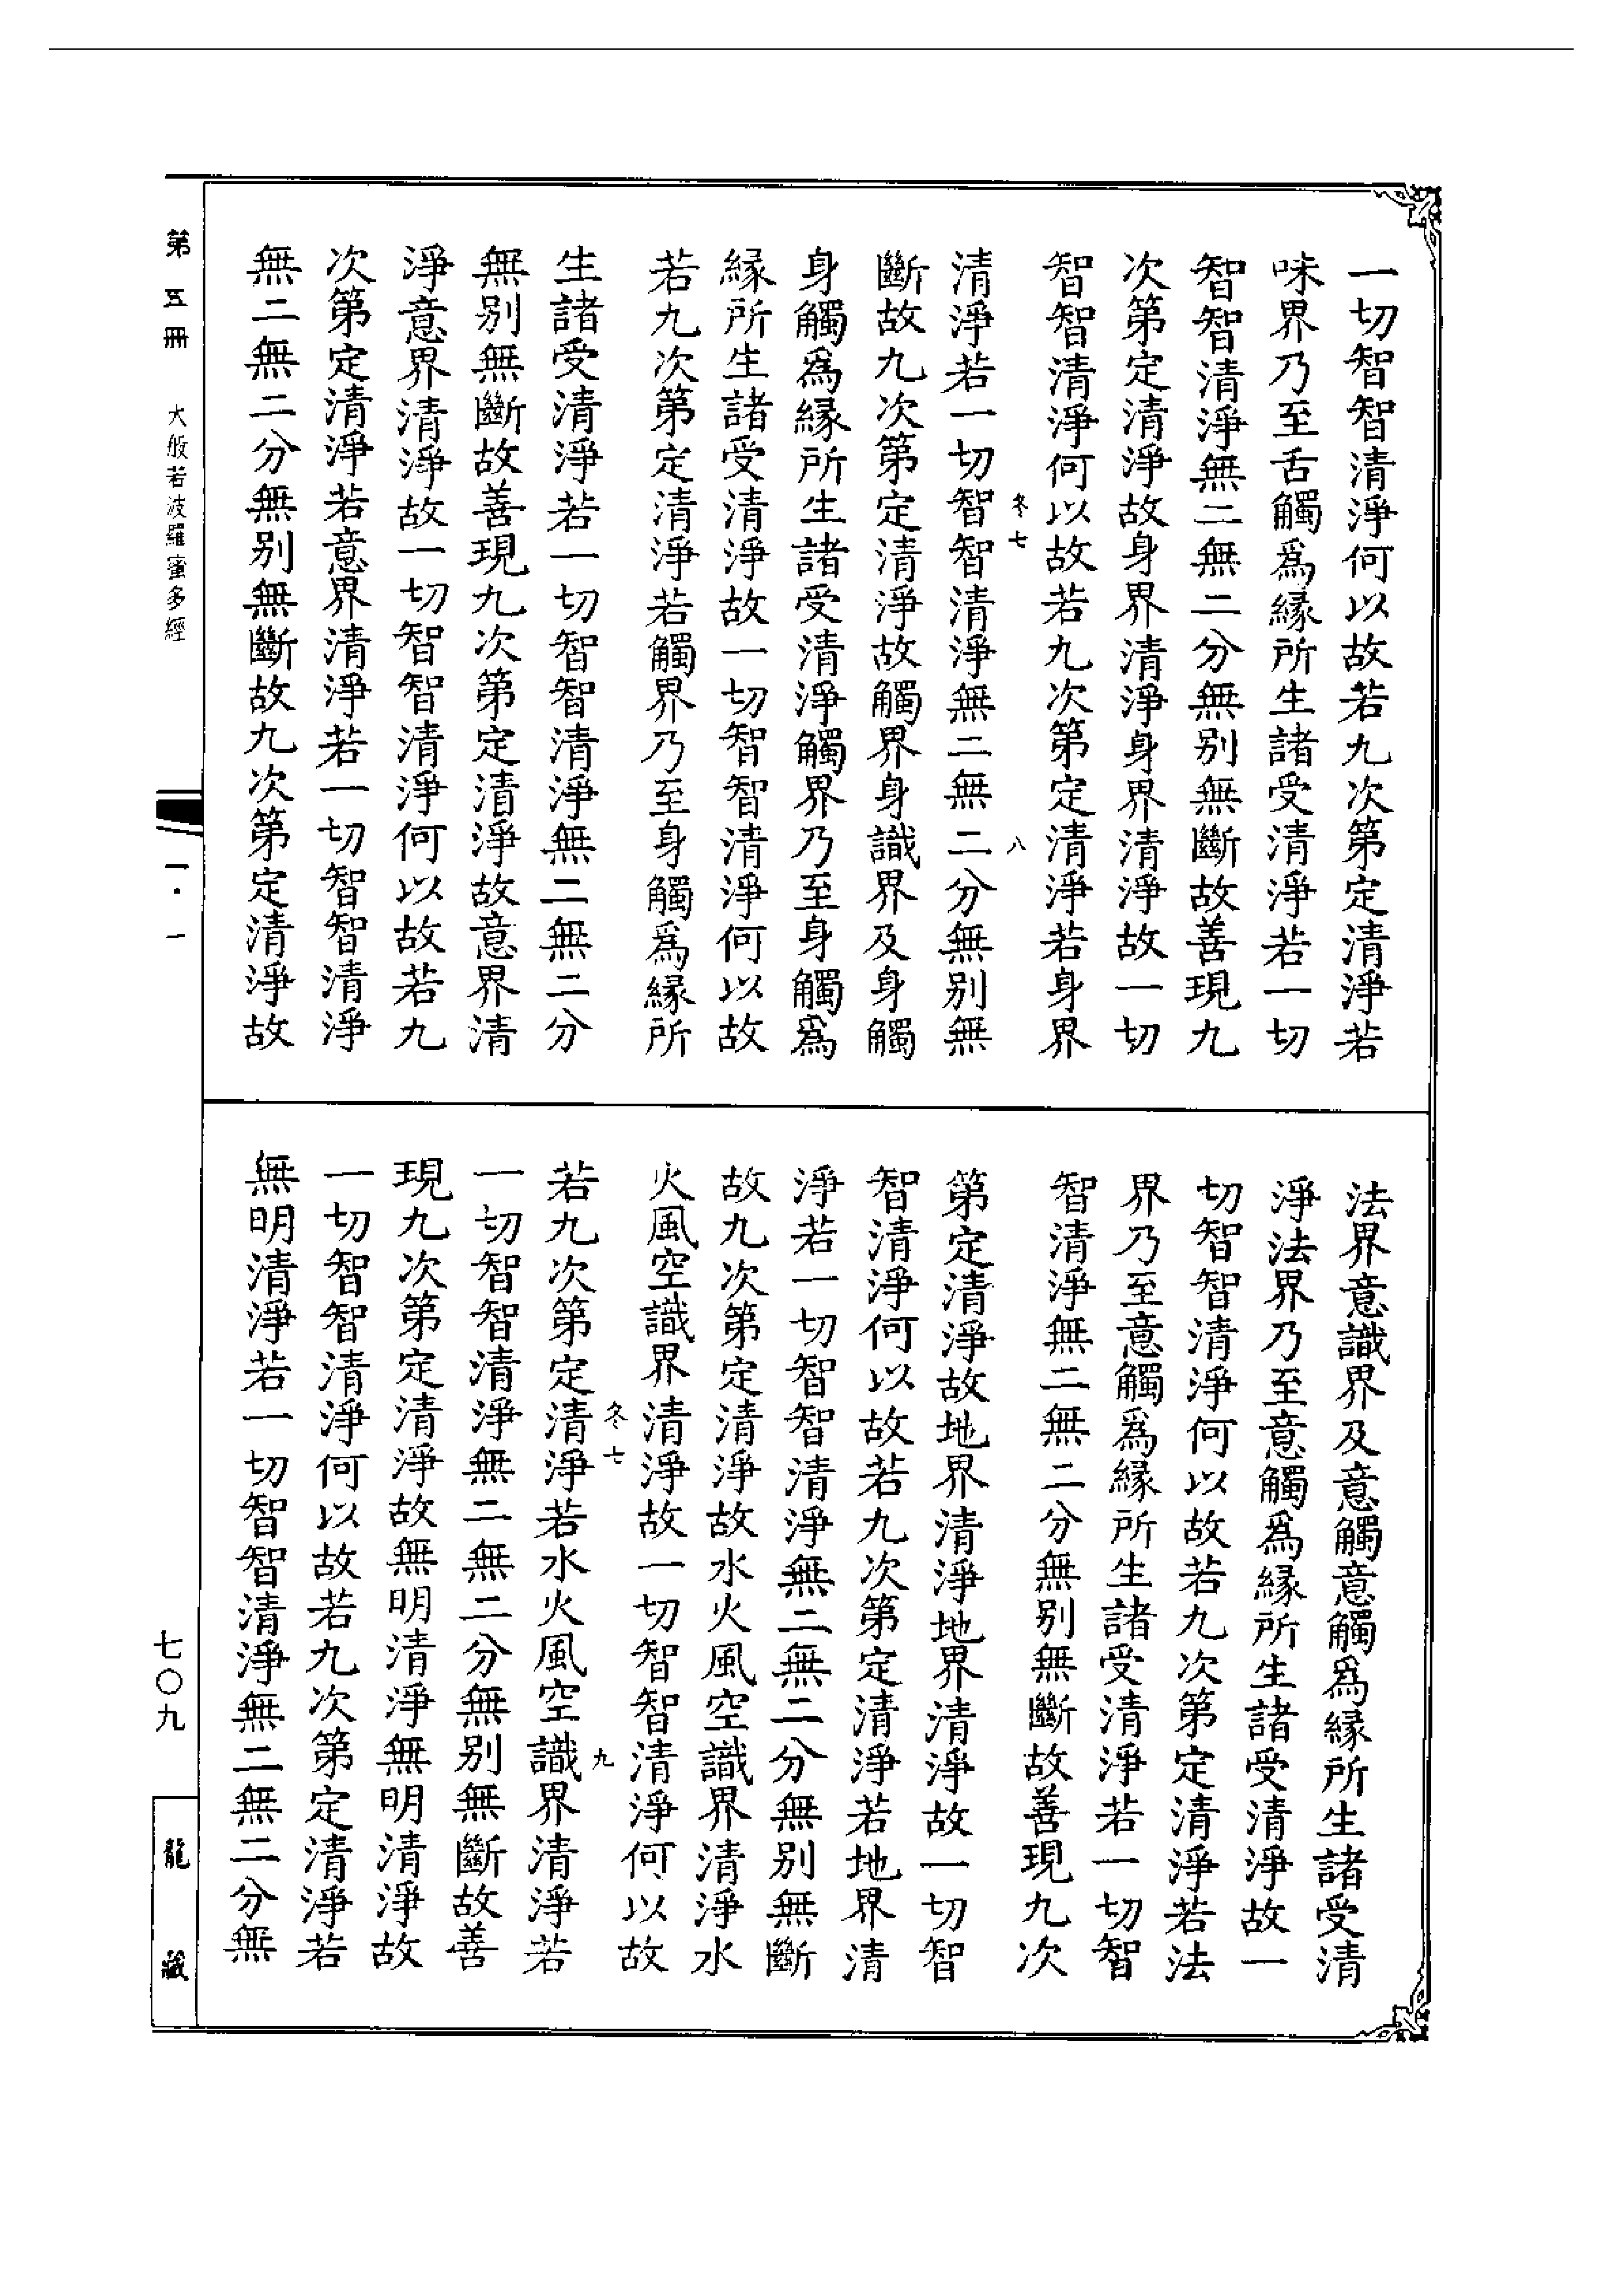 一切智智清淨何以故若九次第定清淨若
味界乃至舌觸爲緣所生諸受清淨若一切
智智清淨無二無二分無别無斷故善現九
次第定清淨故身界清淨身界清淨故一切
智智清淨何以故若九次第定清淨若身界
冬七
八
清淨若一切智智清淨無二無二分無别無
斷故九次第定清淨故觸界身識界及身觸
身觸爲緣所生諸受清淨觸界乃至身觸爲
緣所生諸受清淨故一切智智清淨何以故
若九次第定清淨若觸界乃至身觸爲緣所
生諸受清淨若一切智智清淨無二無二分
無别無斷故善現九次第定清淨故意界清
淨意界清淨故一切智智清淨何以故若九
次第定清淨若意界清淨若一切智智清淨
無二無二分無别無斷故九次第定清淨故
法界意識界及意觸意觸爲緣所生諸受清
淨法界乃至意觸爲緣所生諸受清淨故一
切智智清淨何以故若九次第定清淨若法
界乃至意觸爲緣所生諸受清淨若一切智
智清淨無二無二分無别無斷故善現九次
第定清淨故地界清淨地界清淨故一切智
智清淨何以故若九次第定清淨若地界清
淨若一切智智清淨無二無二分無别無斷
故九次第定清淨故水火風空識界清淨水
火風空識界清淨故一切智智清淨何以故
冬七
九
若九次第定清淨若水火風空識界清淨若
一切智智清淨無二無二分無别無斷故善
現九次第定清淨故無明清淨無明清淨故
一切智智清淨何以故若九次第定清淨若
無明清淨若一切智智清淨無二無二分無
第五冊 大般若波羅蜜多經
一·一
七〇九
龍藏